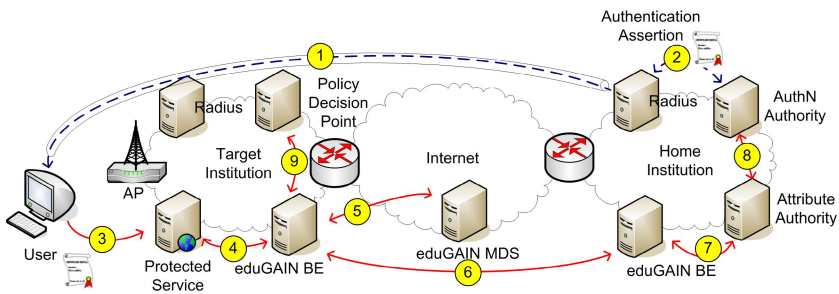 Authentication
Assertion
1
2
Policy
Decision
Point
Radius
Radius
AuthN
Authority
Target
Institution
9
Internet
Home
Institution
8
AP
5
Attribute
Authority
3
4
7
User
Protected
Service
eduGAIN BE
eduGAIN MDS
6
eduGAIN BE